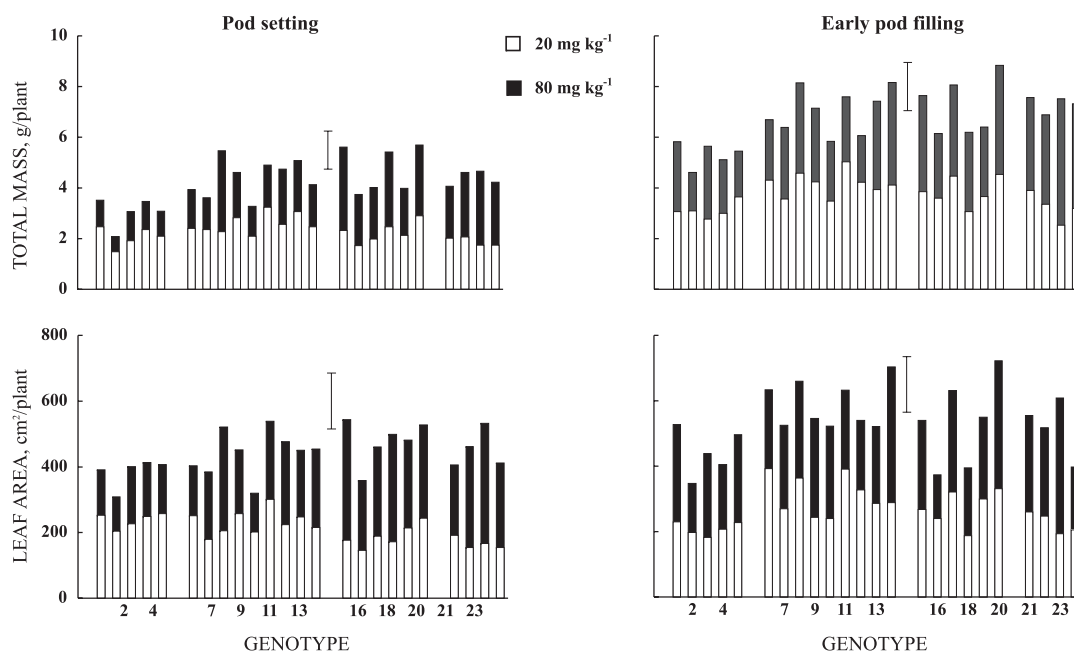 Pod setting
Early pod filling
20 mg kg⁻¹
80 mg kg⁻¹
TOTAL MASS, g/plant
10
8
6
4
2
0
LEAF AREA, cm²/plant
800
600
400
200
0
2 4 7 9 11 13 16 18 20 21 23
2 4 7 9 11 13 16 18 20 21 23
GENOTYPE
GENOTYPE